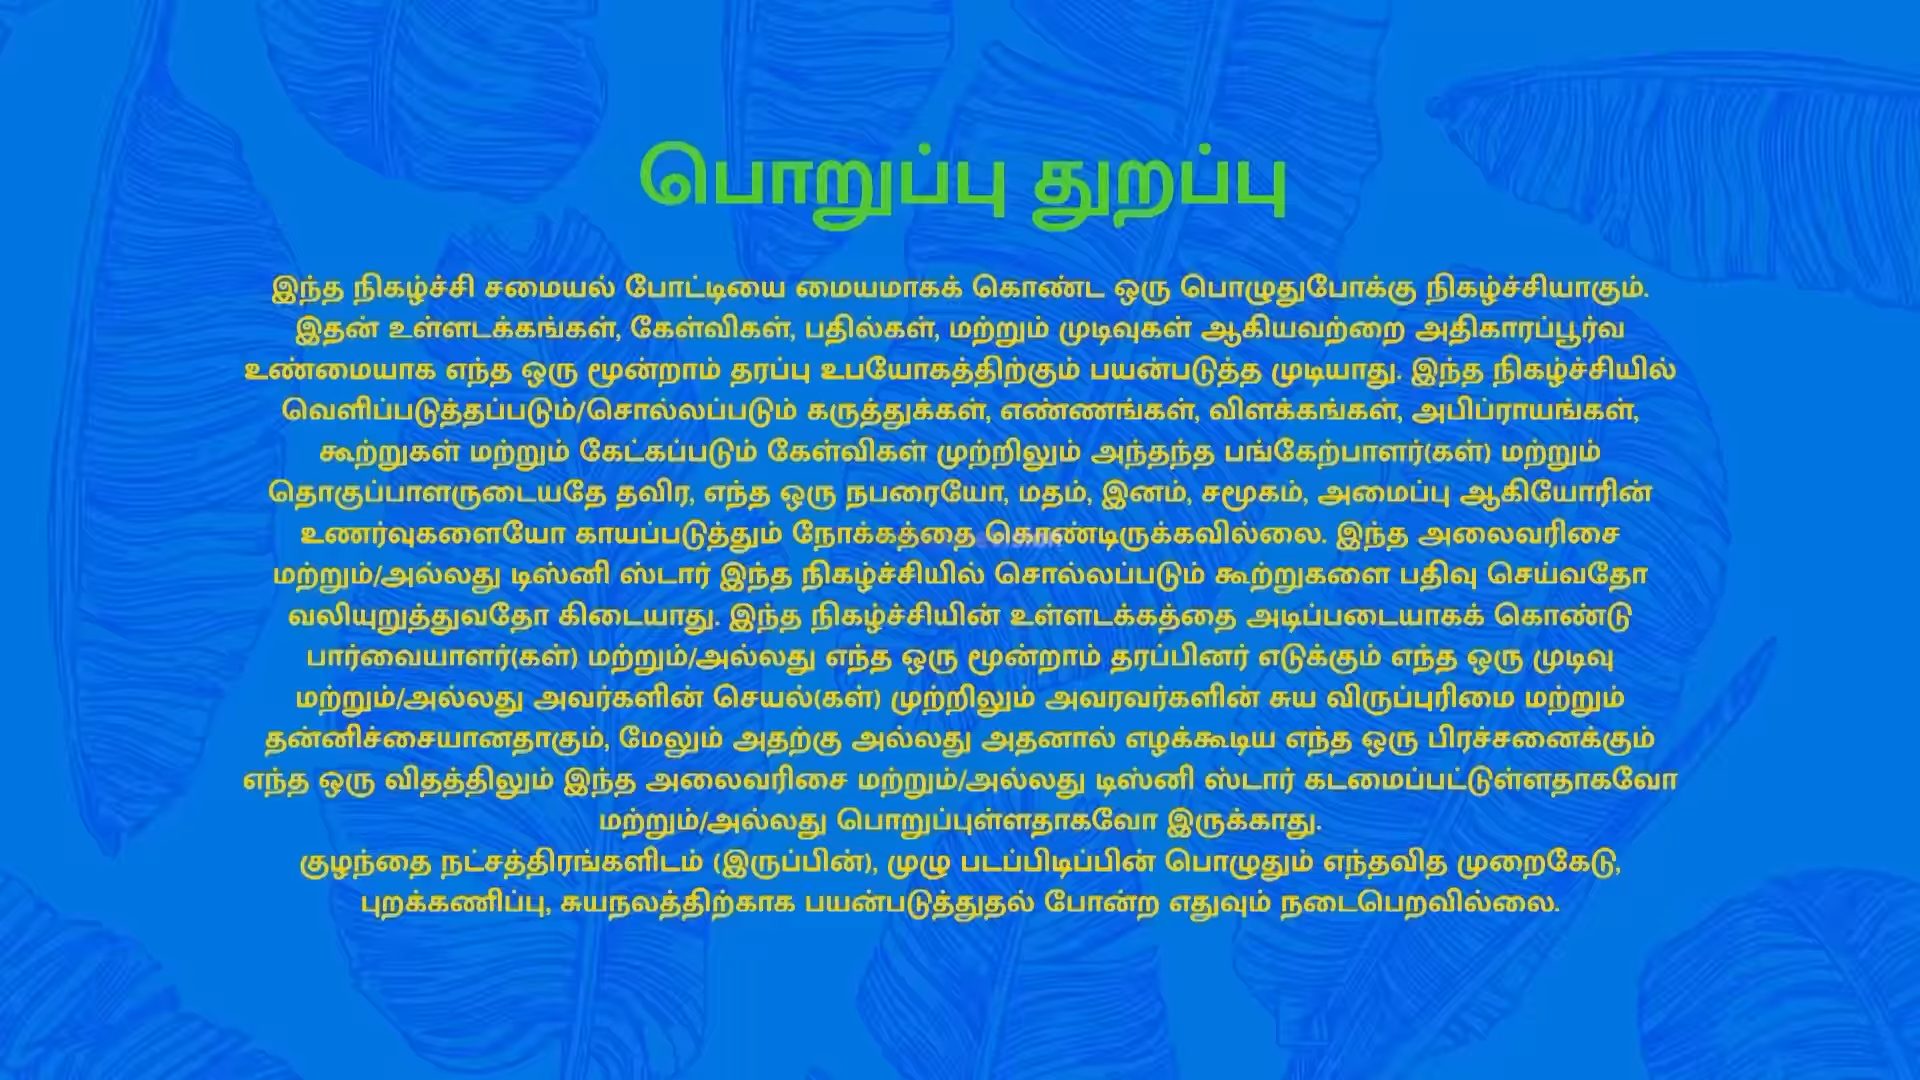 பொறுப்பு துறப்பு
இந்த நிகழ்ச்சி சமையல் போட்டியை மையமாகக் கொண்ட ஒரு பொழுதுபோக்கு நிகழ்ச்சியாகும்.
இதன் உள்ளடக்கங்கள், கேள்விகள், பதில்கள், மற்றும் முடிவுகள் ஆகியவற்றை அதிகாரப்பூர்வ
உண்மையாக எந்த ஒரு மூன்றாம் தரப்பு உபயோகத்திற்கும் பயன்படுத்த முடியாது. இந்த நிகழ்ச்சியில்
வெளிப்படுத்தப்படும்/சொல்லப்படும் கருத்துக்கள், எண்ணங்கள், விளக்கங்கள், அபிப்ராயங்கள்,
கூற்றுகள் மற்றும் கேட்கப்படும் கேள்விகள் முற்றிலும் அந்தந்த பங்கேற்பாளர்(கள்) மற்றும்
தொகுப்பாளருடையதே தவிர, எந்த ஒரு நபரையோ, மதம், இனம், சமூகம், அமைப்பு ஆகியோரின்
உணர்வுகளையோ காயப்படுத்தும் நோக்கத்தை கொண்டிருக்கவில்லை. இந்த அலைவரிசை
மற்றும்/அல்லது டிஸ்னி ஸ்டார் இந்த நிகழ்ச்சியில் சொல்லப்படும் கூற்றுகளை பதிவு செய்வதோ
வலியுறுத்துவதோ கிடையாது. இந்த நிகழ்ச்சியின் உள்ளடக்கத்தை அடிப்படையாகக் கொண்டு
பார்வையாளர்(கள்) மற்றும்/அல்லது எந்த ஒரு மூன்றாம் தரப்பினர் எடுக்கும் எந்த ஒரு முடிவு
மற்றும்/அல்லது அவர்களின் செயல்(கள்) முற்றிலும் அவரவர்களின் சுய விருப்புரிமை மற்றும்
தன்னிச்சையானதாகும், மேலும் அதற்கு அல்லது அதனால் எழக்கூடிய எந்த ஒரு பிரச்சனைக்கும்
எந்த ஒரு விதத்திலும் இந்த அலைவரிசை மற்றும்/அல்லது டிஸ்னி ஸ்டார் கடமைப்பட்டுள்ளதாகவோ
மற்றும்/அல்லது பொறுப்புள்ளதாகவோ இருக்காது.
குழந்தை நட்சத்திரங்களிடம் (இருப்பின்), முழு படப்பிடிப்பின் பொழுதும் எந்தவித முறைகேடு,
புறக்கணிப்பு, சுயநலத்திற்காக பயன்படுத்துதல் போன்ற எதுவும் நடைபெறவில்லை.